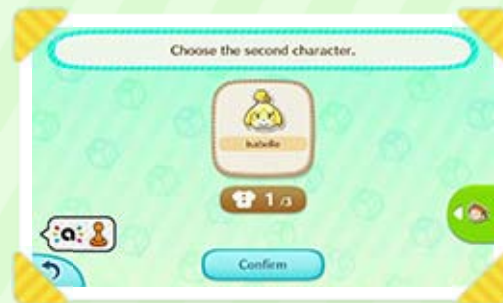 Choose the second character.
Isabelle
1 /3
a
Confirm